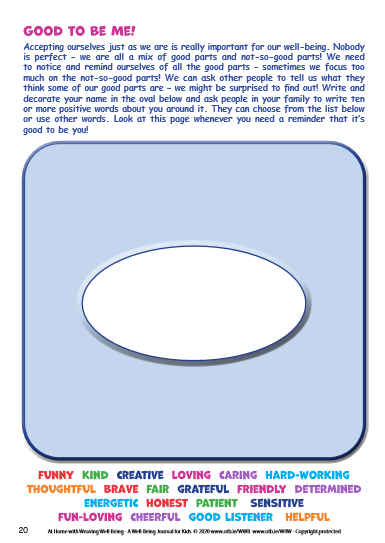 GOOD TO BE ME!
Accepting ourselves just as we are is really important for our well-being. Nobody
is perfect - we are all a mix of good parts and not-so-good parts! We need
to notice and remind ourselves of all the good parts - sometimes we focus too
much on the not-so-good parts! We can ask other people to tell us what they
think some of our good parts are - we might be surprised to find out! Write and
decorate your name in the oval below and ask people in your family to write ten
or more positive words about you around it. They can choose from the list below
or use other words. Look at this page whenever you need a reminder that it's
good to be you!
FUNNY KIND CREATIVE LOVING CARING HARD-WORKING
THOUGHTFUL BRAVE FAIR GRATEFUL FRIENDLY DETERMINED
ENERGETIC HONEST PATIENT SENSITIVE
FUN-LOVING CHEERFUL GOOD LISTENER HELPFUL
20 At Home with Weaving Well-Being - A Well-Being Journal for Kids © 2020 www.otb.ie/WWB www.otb.ie/WHW - Copyright protected